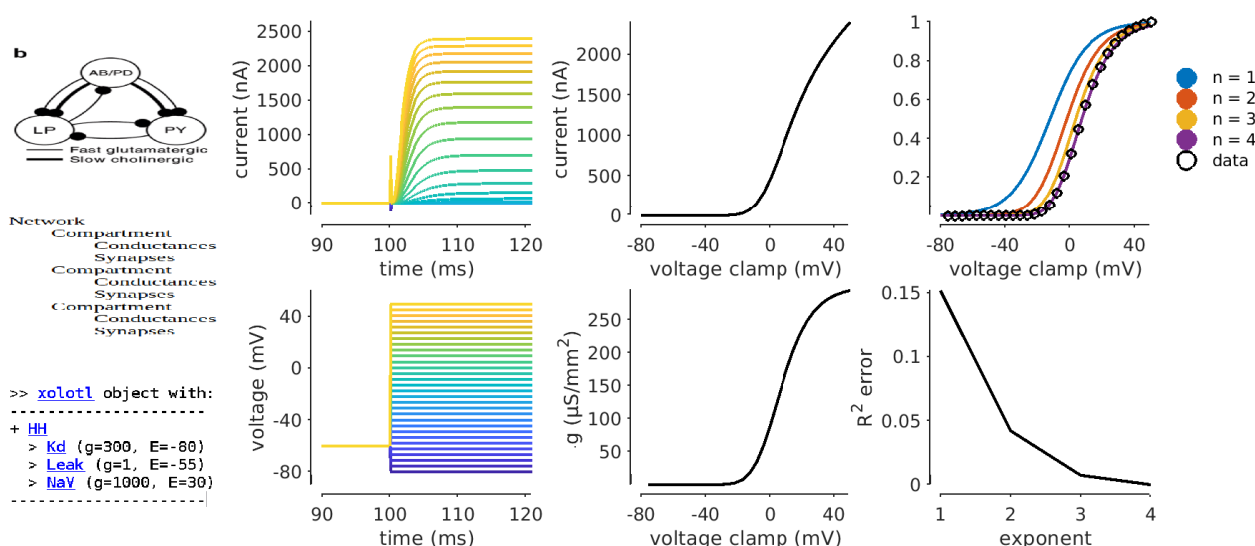 b
AB/PD
LP
PY
Fast glutamatergic
Slow cholinergic
Network
Compartment
Conductances
Synapses
Compartment
Conductances
Synapses
Compartment
Conductances
Synapses
>> xolotl object with:
---------------------
+ HH
> Kd (g=300, E=-80)
> Leak (g=1, E=-55)
> NaV (g=1000, E=30)
---------------------
current (nA)
2500
2000
1500
1000
500
0
90 100 110 120
time (ms)
current (nA)
2000
1500
1000
500
0
-80 -40 0 40
voltage clamp (mV)
1
0.8
0.6
0.4
0.2
-80 -40 0 40
voltage clamp (mV)
n = 1
n = 2
n = 3
n = 4
data
voltage (mV)
40
0
-40
-80
90 100 110 120
time (ms)
g (µS/mm²)
250
200
150
100
50
0
-80 -40 0 40
voltage clamp (mV)
R² error
0.15
0.1
0.05
0
1 2 3 4
exponent